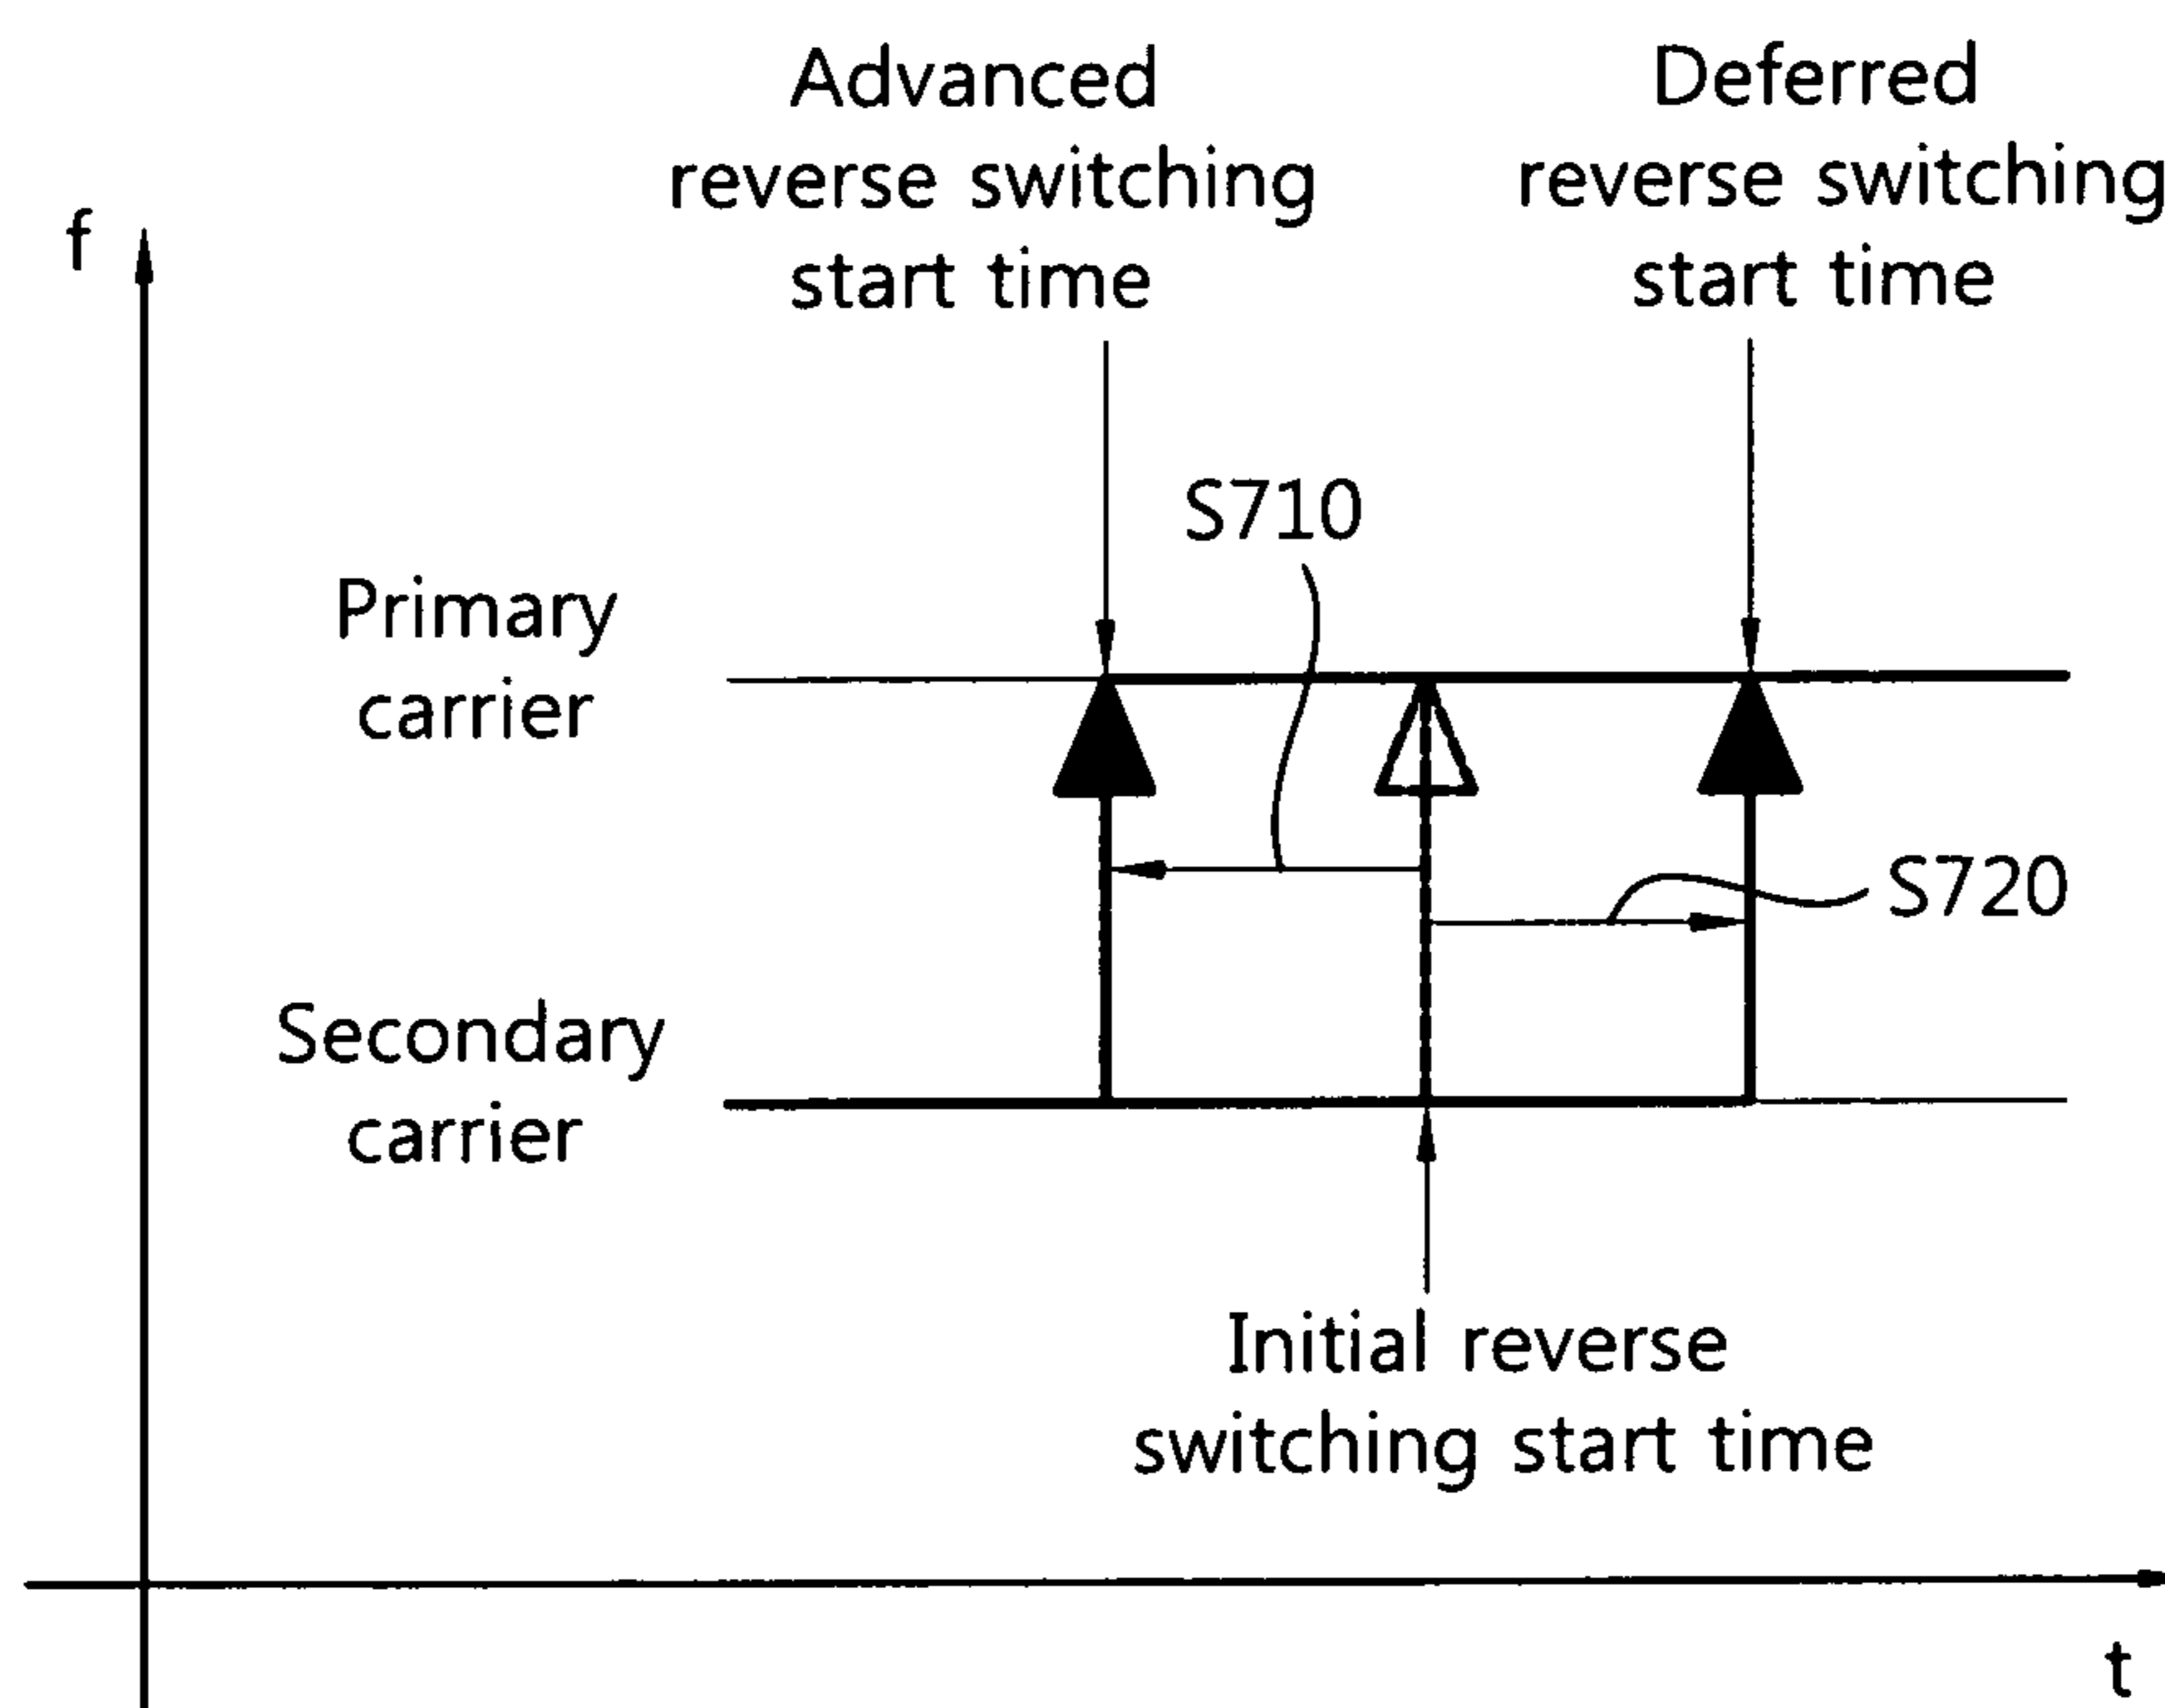 Advanced
reverse switching
start time
Deferred
reverse switching
start time
f
S710
Primary
carrier
S720
Secondary
carrier
Initial reverse
switching start time
t